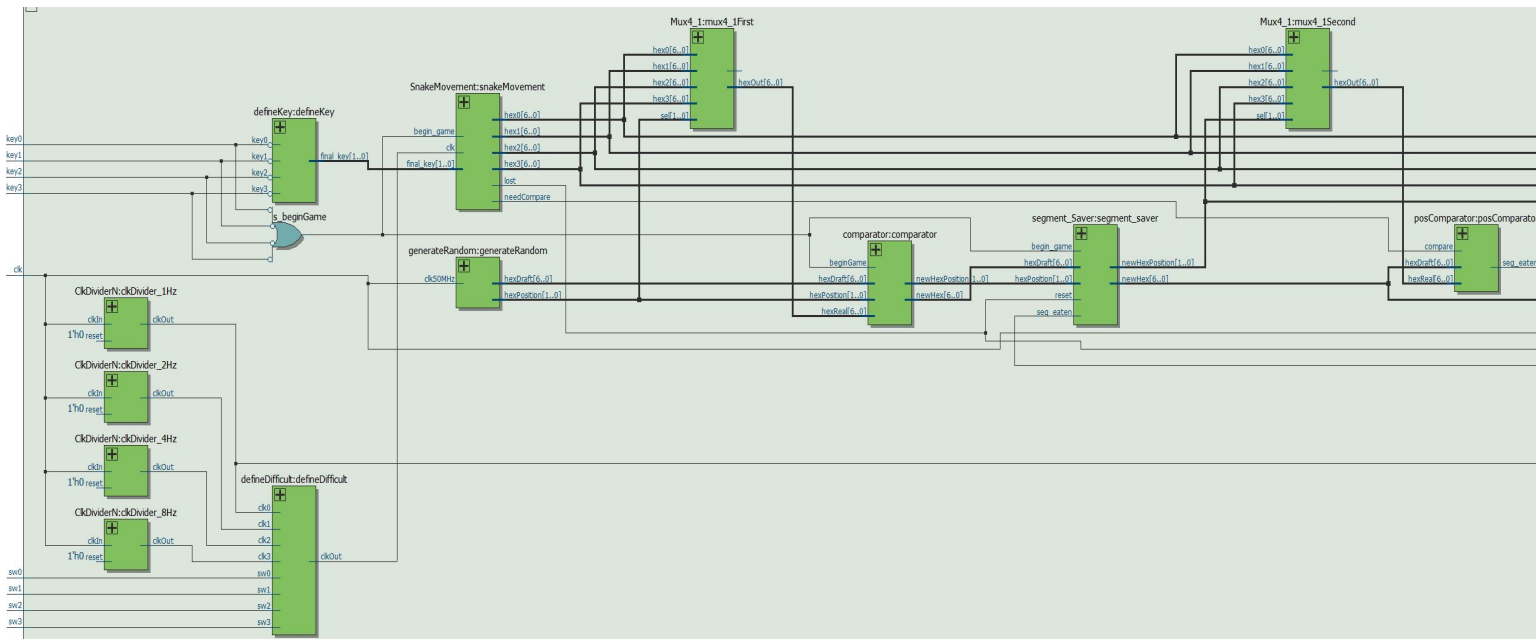 Mux4_1:mux4_1First
hex0[6..0]
hex1[6..0]
hex2[6..0]
hex3[6..0]
sel[1..0]
hexOut[6..0]
Mux4_1:mux4_1Second
hex0[6..0]
hex1[6..0]
hex2[6..0]
hex3[6..0]
sel[1..0]
hexOut[6..0]
SnakeMovement:snakeMovement
begin_game
clk
final_key[1..0]
hex0[6..0]
hex1[6..0]
hex2[6..0]
hex3[6..0]
lost
needCompare
defineKey:defineKey
key0
key1
key2
key3
key0
key1
key2
key3
final_key[1..0]
s_beginGame
generateRandom:generateRandom
clk50MHz
hexDraft[6..0]
hexPosition[1..0]
comparator:comparator
beginGame
hexDraft[6..0]
hexPosition[1..0]
hexReal[6..0]
newHexPosition[1..0]
newHex[6..0]
segment_Saver:segment_saver
begin_game
hexDraft[6..0]
hexPosition[1..0]
reset
seg_eaten
newHexPosition[1..0]
newHex[6..0]
posComparator:posComparato
compare
hexDraft[6..0]
hexReal[6..0]
seg_eaten
clk
ClkDividerN:clkDivider_1Hz
clkIn
1'h0 reset
clkOut
ClkDividerN:clkDivider_2Hz
clkIn
1'h0 reset
clkOut
ClkDividerN:clkDivider_4Hz
clkIn
1'h0 reset
clkOut
ClkDividerN:clkDivider_8Hz
clkIn
1'h0 reset
clkOut
defineDifficult:defineDifficult
clk0
clk1
clk2
clk3
sw0
sw1
sw2
sw3
clkOut
sw0
sw1
sw2
sw3